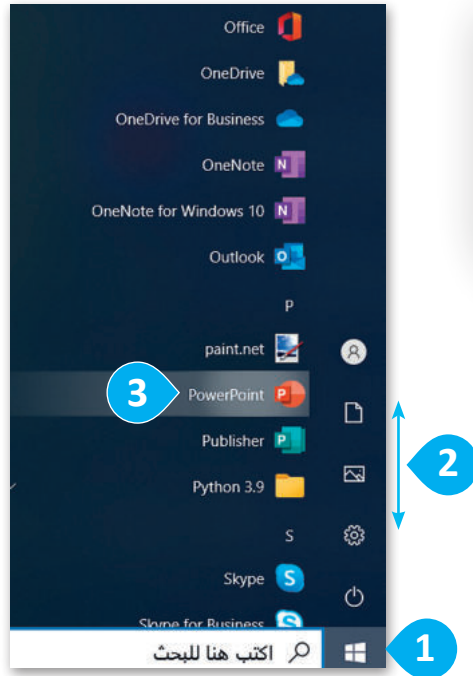 Office
OneDrive
OneDrive for Business
OneNote
OneNote for Windows 10
Outlook
P
paint.net
3 PowerPoint
Publisher
2
Python 3.9
S
Skype
Skype for Business
اكتب هنا للبحث
1